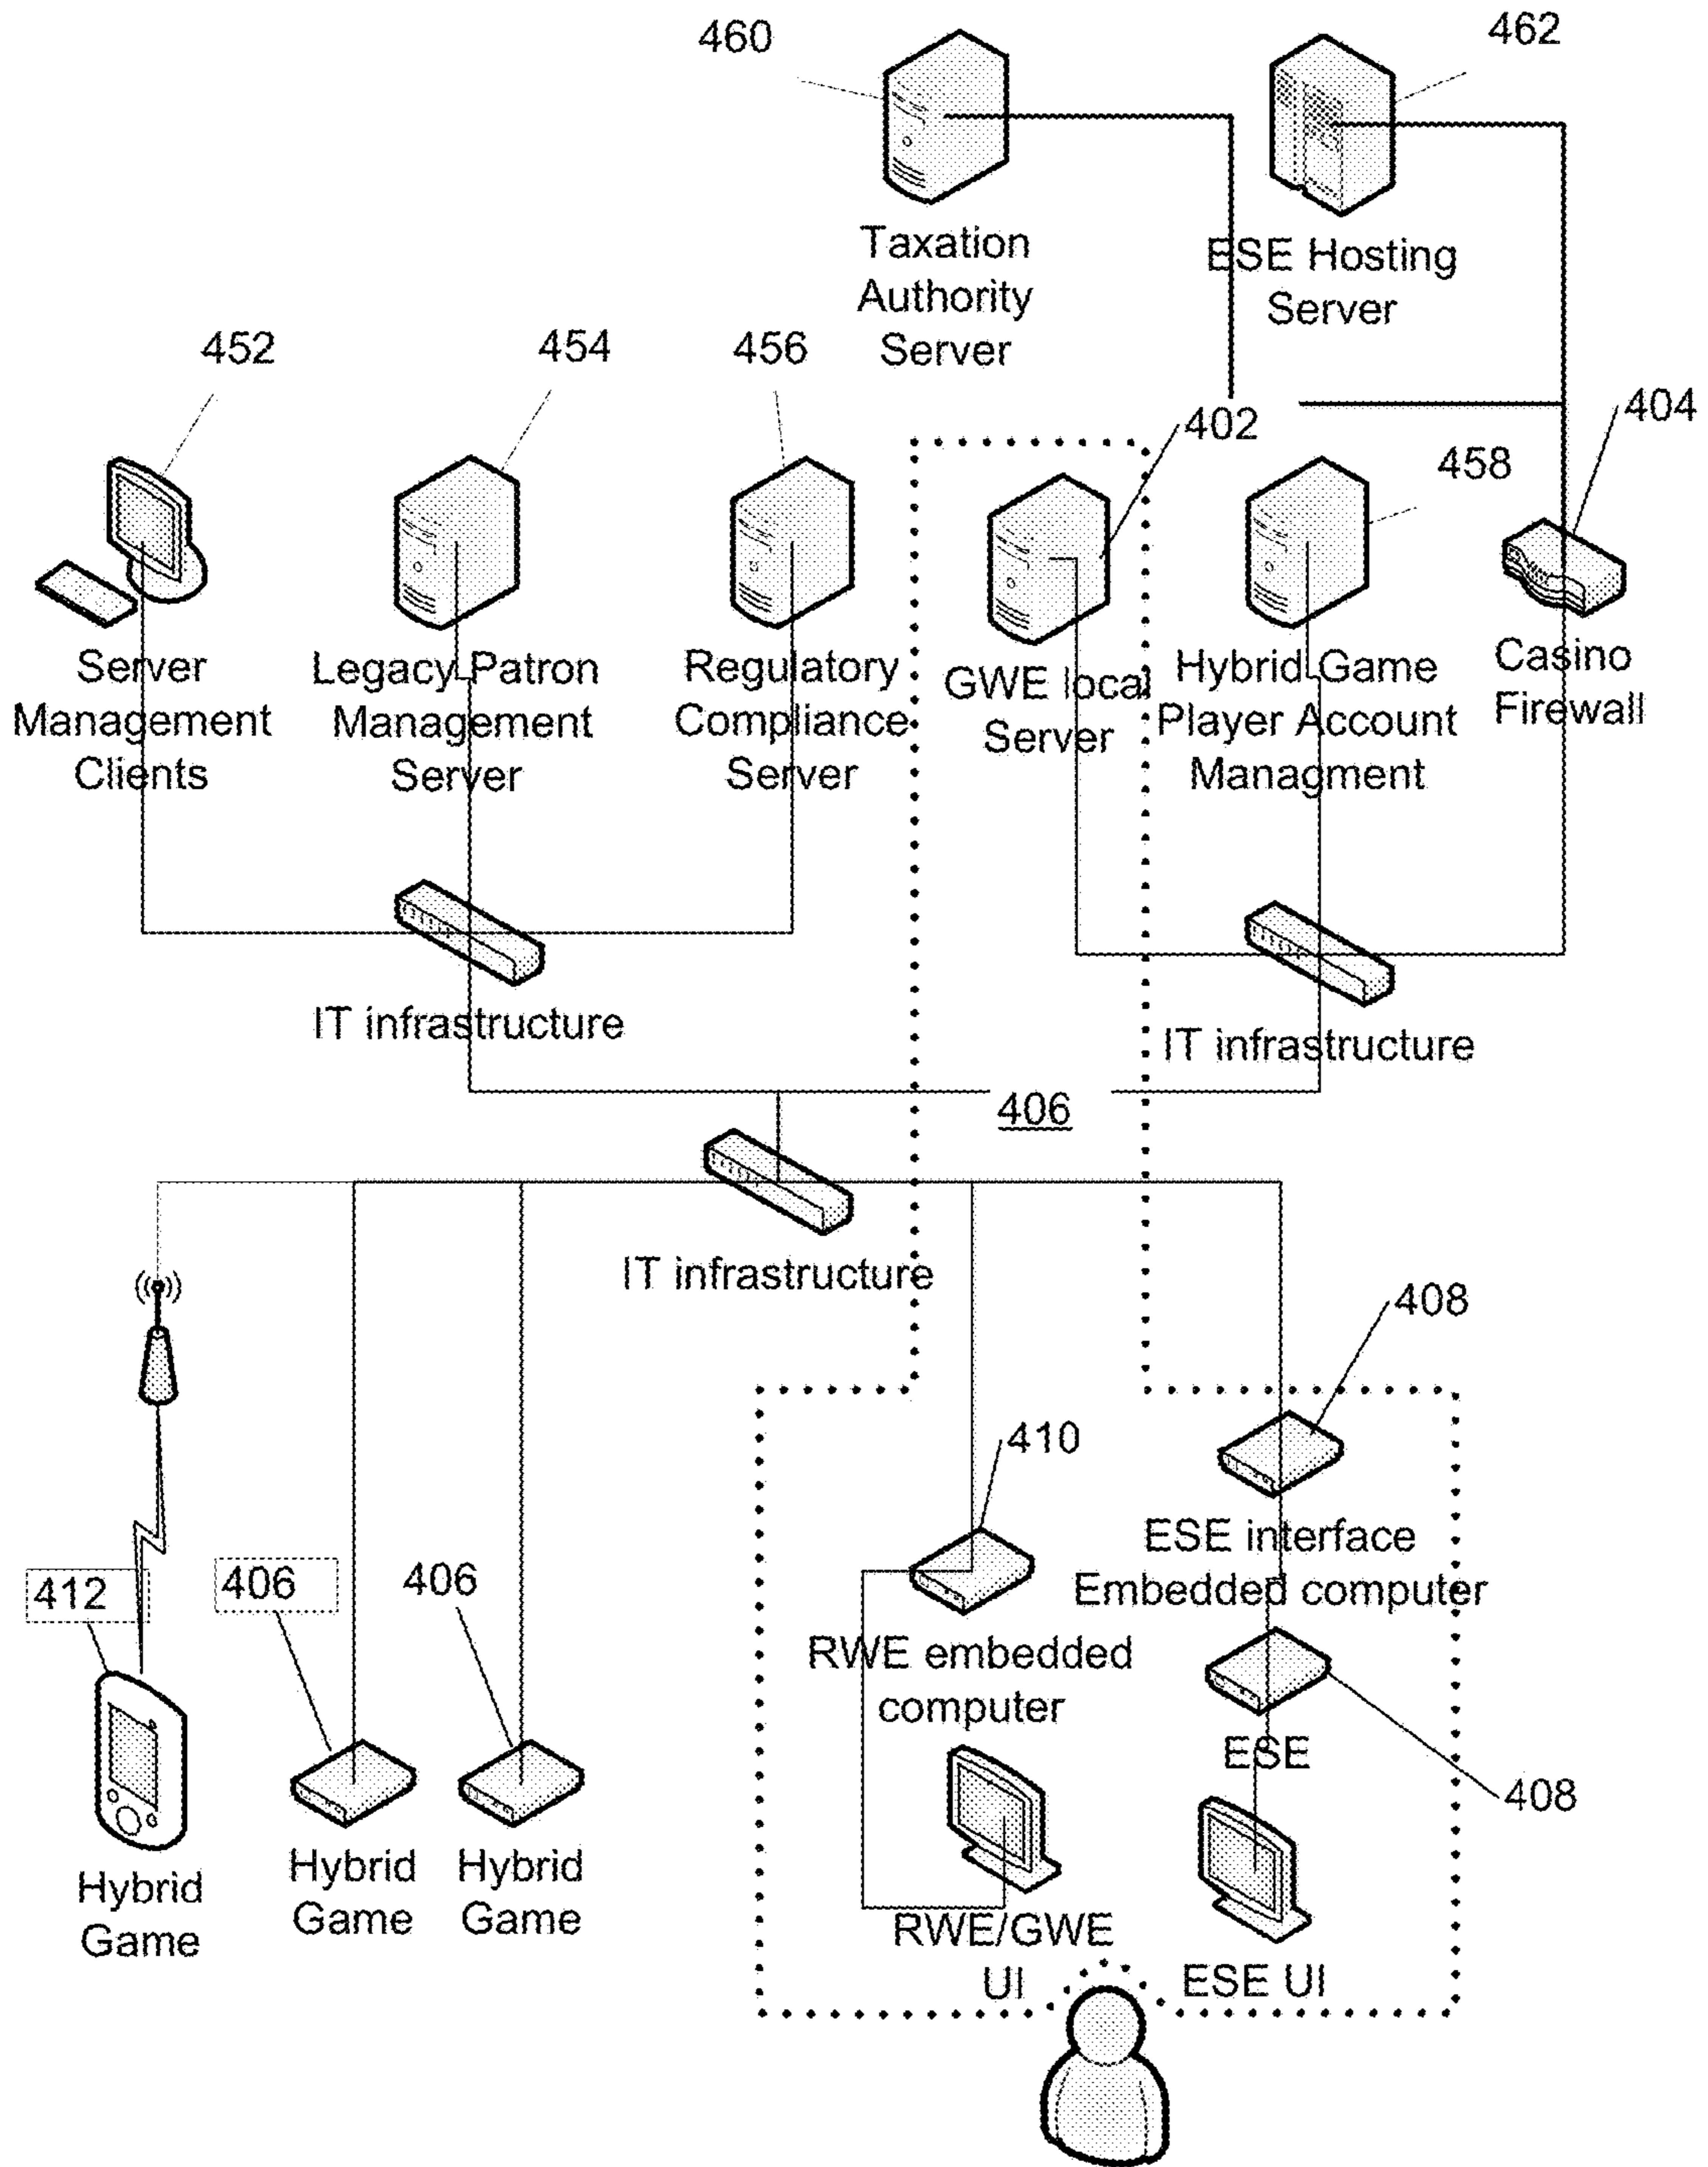 460
462
Taxation
Authority
Server
ESE Hosting
Server
452
454
456
402
404
458
Server
Management
Clients
Legacy Patron
Management
Server
Regulatory
Compliance
Server
GWE local
Server
Hybrid Game
Player Account
Managment
Casino
Firewall
IT infrastructure
IT infrastructure
406
IT infrastructure
408
410
ESE interface
Embedded computer
412
406
406
RWE embedded
computer
ESE
408
Hybrid
Game
Hybrid
Game
Hybrid
Game
RWE/GWE
UI
ESE UI